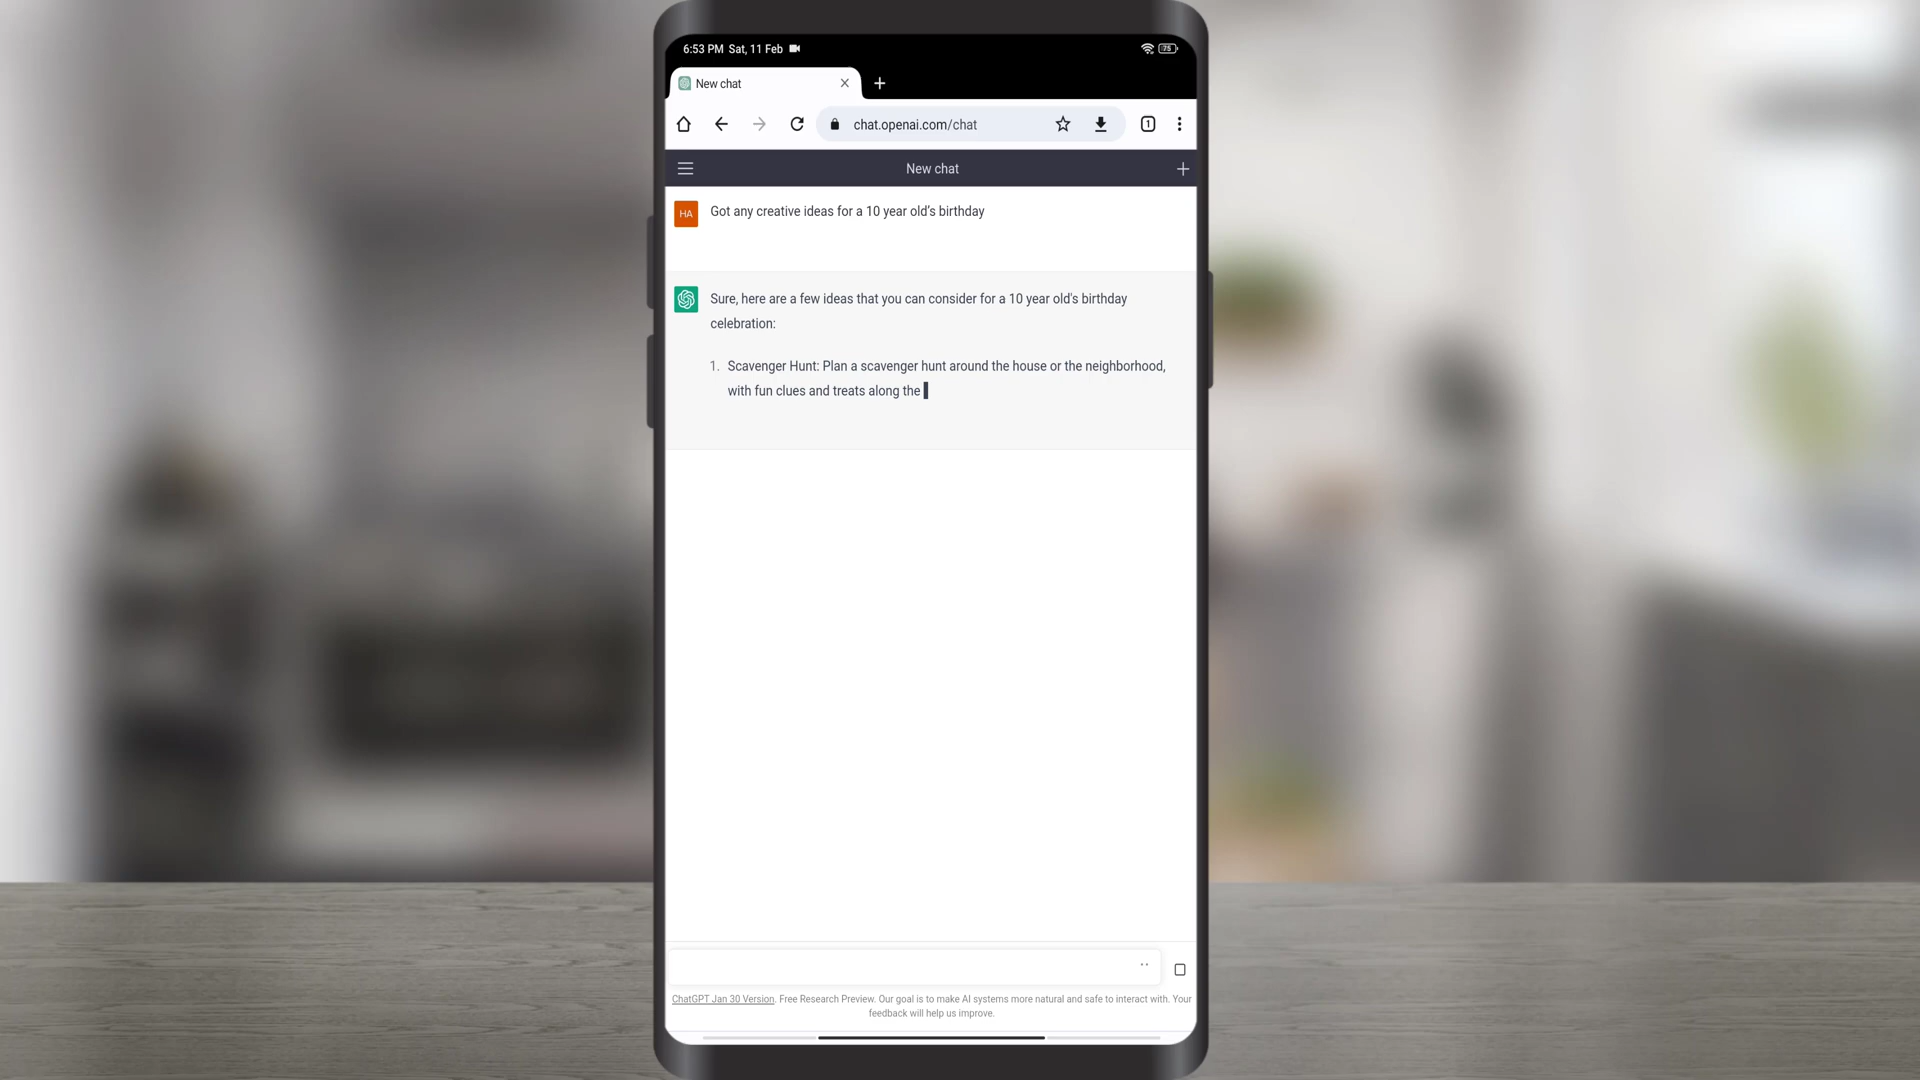 6:53 PM Sat, 11 Feb
75
New chat
chat.openai.com/chat
1
New chat
HA
Got any creative ideas for a 10 year old’s birthday
Sure, here are a few ideas that you can consider for a 10 year old's birthday
celebration:
1. Scavenger Hunt: Plan a scavenger hunt around the house or the neighborhood,
with fun clues and treats along the
ChatGPT Jan 30 Version. Free Research Preview. Our goal is to make AI systems more natural and safe to interact with. Your
feedback will help us improve.